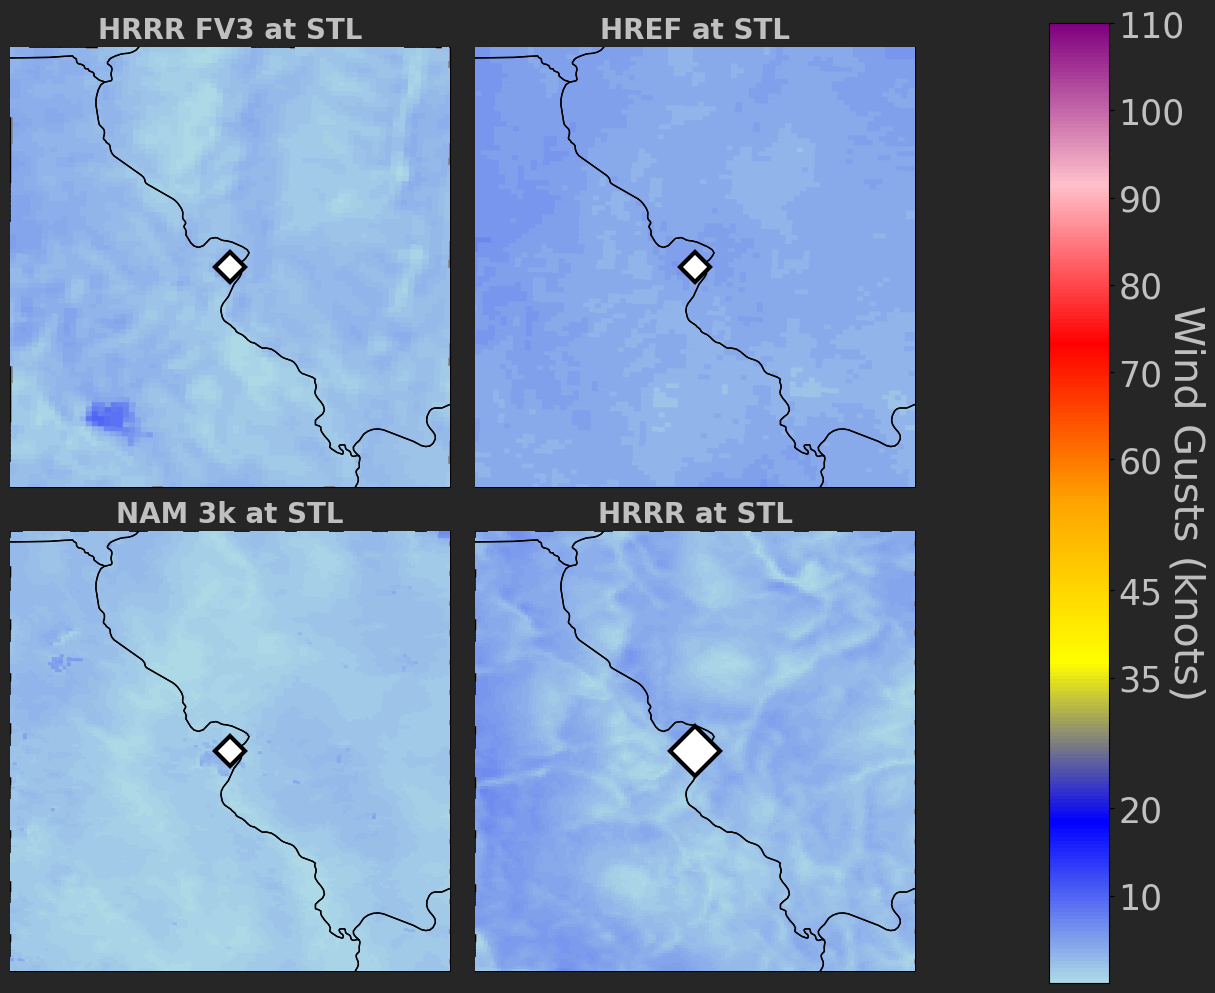 HRRR FV3 at STL
HREF at STL
NAM 3k at STL
HRRR at STL
110
100
90
80
70
60
45
35
20
10
Wind Gusts (knots)